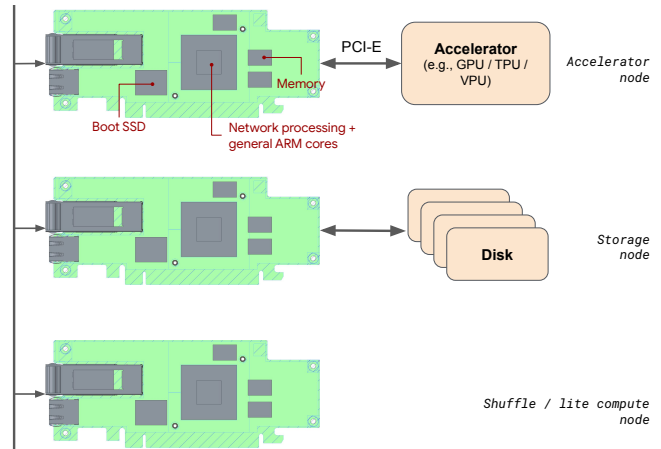 PCI-E
Accelerator
(e.g., GPU / TPU /
VPU)
Accelerator
node
Memory
Boot SSD
Network processing +
general ARM cores
Disk
Storage
node
Shuffle / lite compute
node